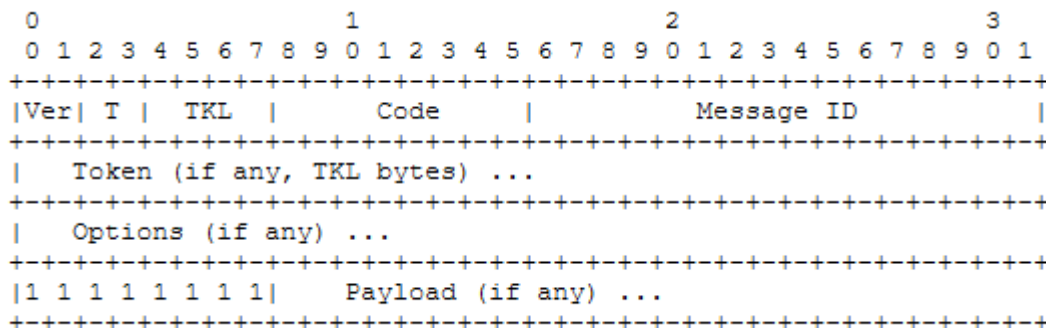 0                   1                   2                   3
 0 1 2 3 4 5 6 7 8 9 0 1 2 3 4 5 6 7 8 9 0 1 2 3 4 5 6 7 8 9 0 1
+-+-+-+-+-+-+-+-+-+-+-+-+-+-+-+-+-+-+-+-+-+-+-+-+-+-+-+-+-+-+-+-+
|Ver| T |  TKL  |      Code     |          Message ID           |
+-+-+-+-+-+-+-+-+-+-+-+-+-+-+-+-+-+-+-+-+-+-+-+-+-+-+-+-+-+-+-+-+
|   Token (if any, TKL bytes) ...
+-+-+-+-+-+-+-+-+-+-+-+-+-+-+-+-+-+-+-+-+-+-+-+-+-+-+-+-+-+-+-+-+
|   Options (if any) ...
+-+-+-+-+-+-+-+-+-+-+-+-+-+-+-+-+-+-+-+-+-+-+-+-+-+-+-+-+-+-+-+-+
|1 1 1 1 1 1 1 1|    Payload (if any) ...
+-+-+-+-+-+-+-+-+-+-+-+-+-+-+-+-+-+-+-+-+-+-+-+-+-+-+-+-+-+-+-+-+